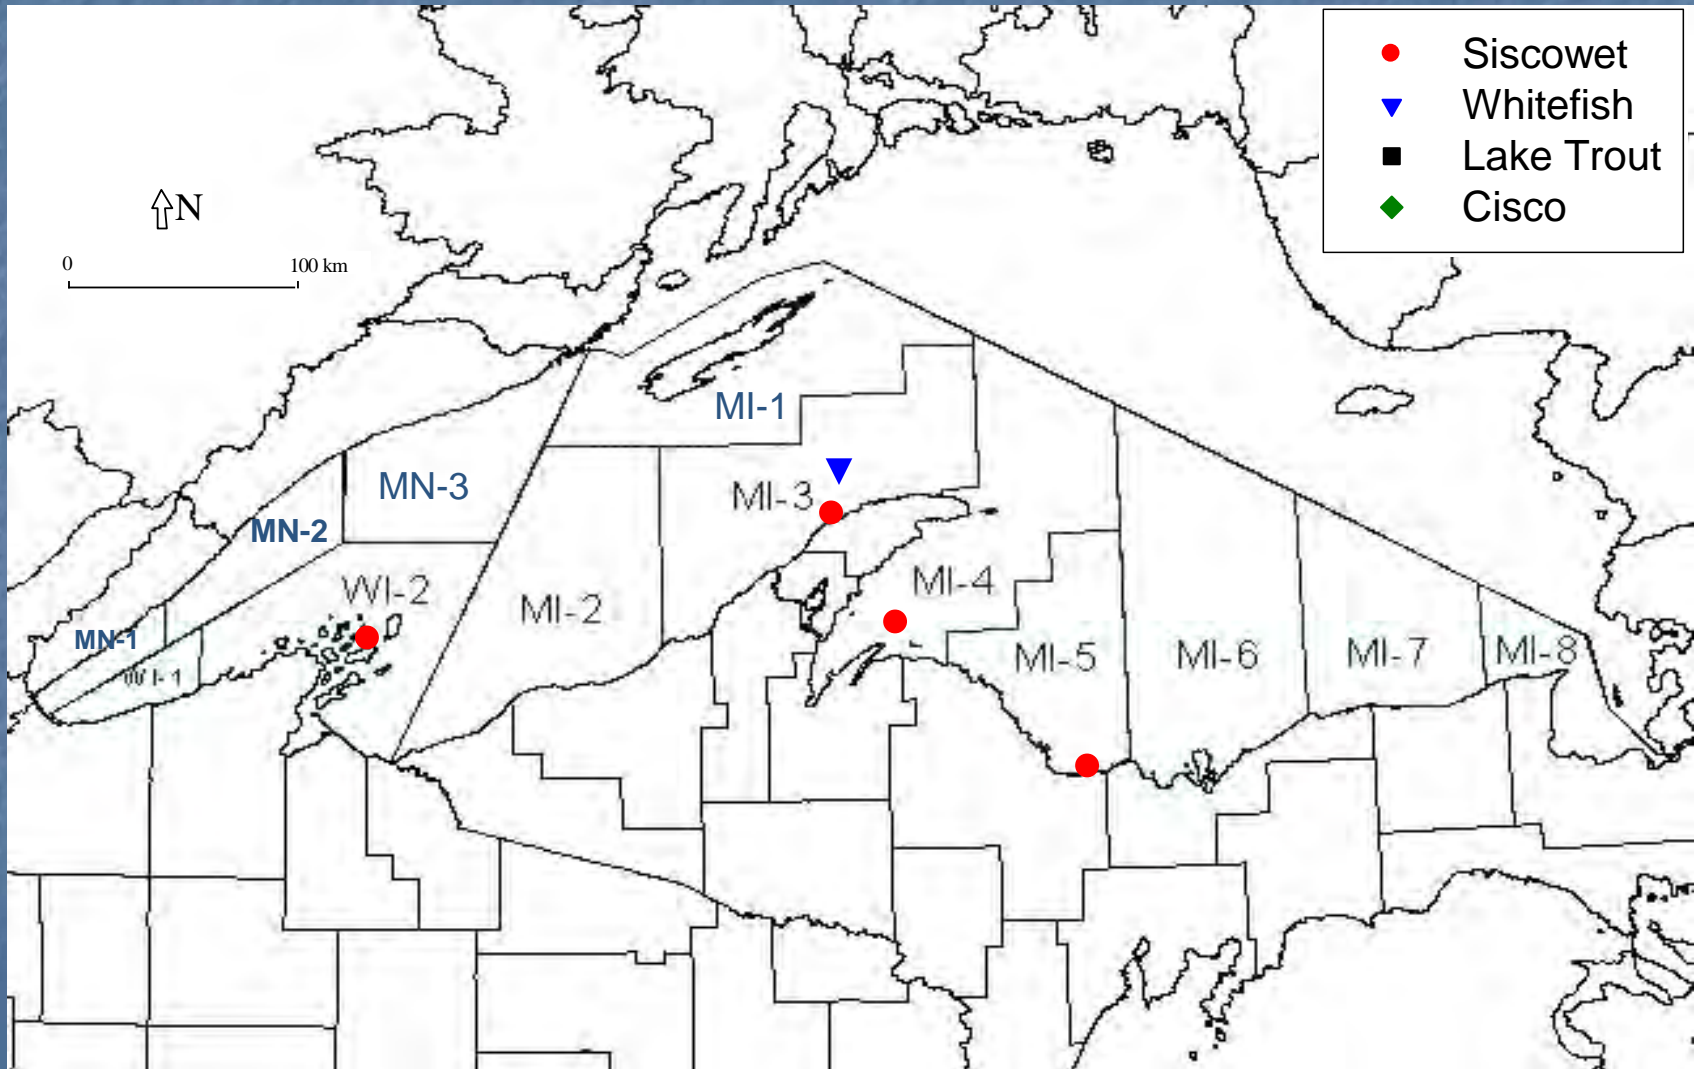 Siscowet
Whitefish
Lake Trout
Cisco
N
0 100 km
MI-1
MN-3
MI-3
MN-2
WI-2
MI-2
MI-4
MN-1
WI-1
MI-5
MI-6
MI-7
MI-8